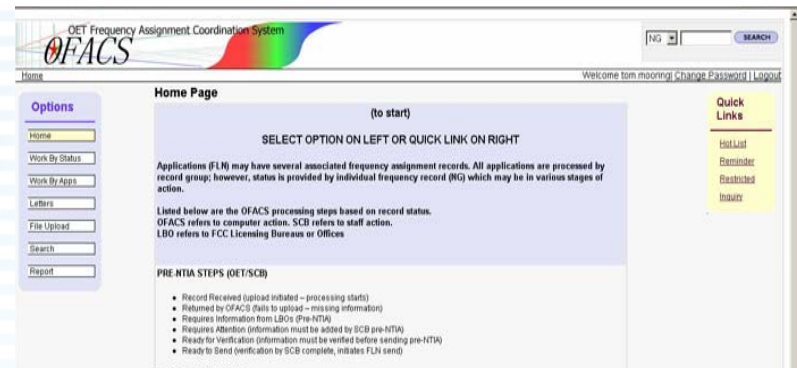 OET Frequency Assignment Coordination System
OFACS
NG
SEARCH
Home
Welcome tom mooring| Change Password | Logout
Options
Home
Work By Status
Work By Apps
Letters
File Upload
Search
Report
Home Page
(to start)
SELECT OPTION ON LEFT OR QUICK LINK ON RIGHT
Applications (FLN) may have several associated frequency assignment records. All applications are processed by
record group; however, status is provided by individual frequency record (NG) which may be in various stages of
action.
Listed below are the OFACS processing steps based on record status.
OFACS refers to computer action. SCB refers to staff action.
LBO refers to FCC Licensing Bureaus or Offices
PRE-NTIA STEPS (OET/SCB)
Record Received (upload initiated – processing starts)
Returned by OFACS (fails to upload – missing information)
Requires Information from LBOs (Pre-NTIA)
Requires Attention (information must be added by SCB pre-NTIA)
Ready for Verification (information must be verified before sending pre-NTIA)
Ready to Send (verification by SCB complete, initiates FLN send)
Quick
Links
Hot List
Reminder
Restricted
Inquiry